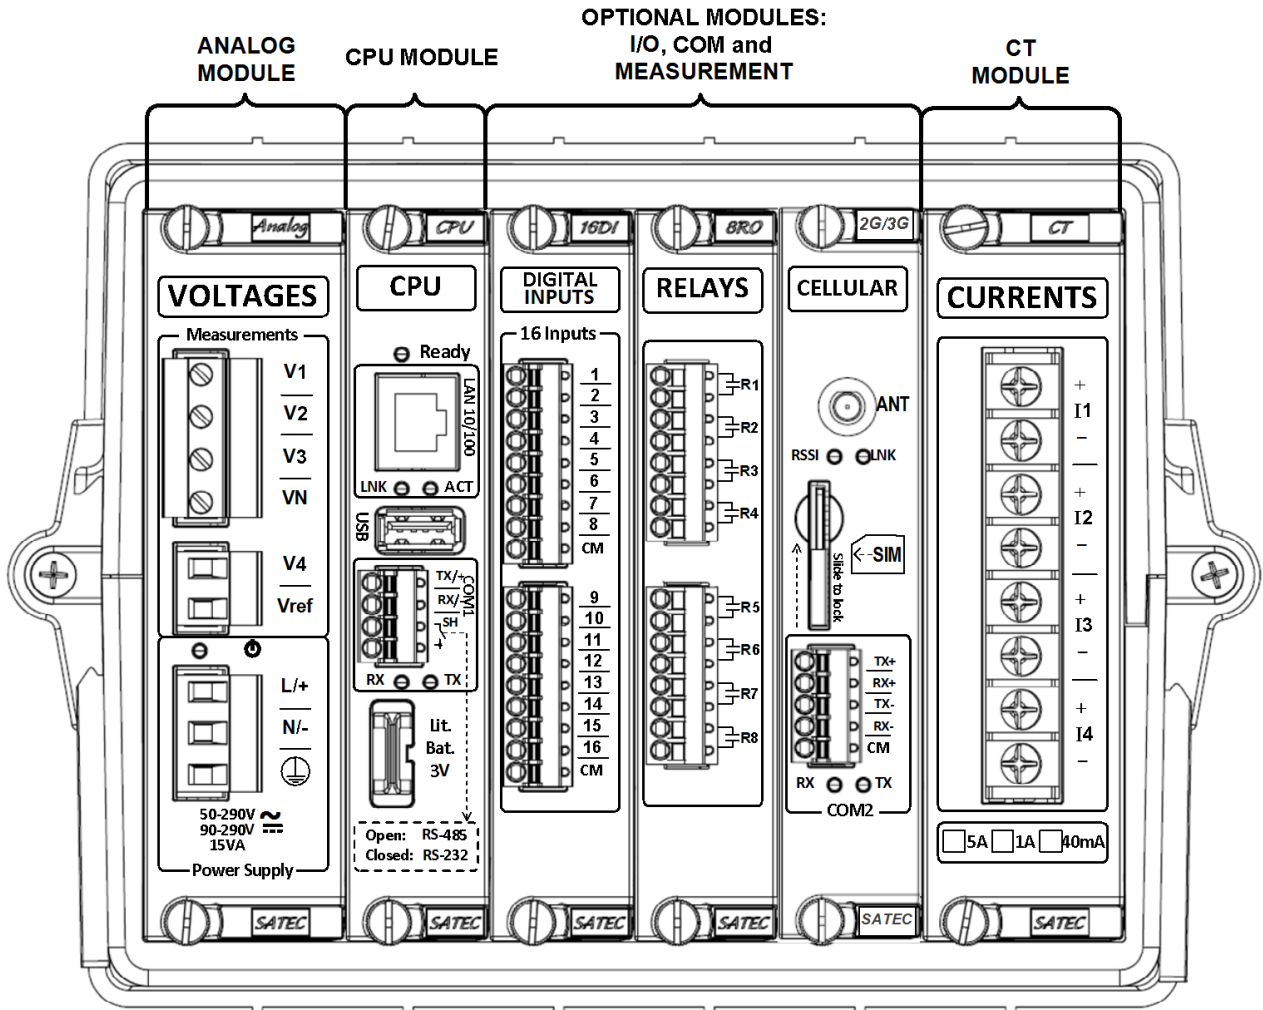 OPTIONAL MODULES:
I/O, COM and
MEASUREMENT
ANALOG
MODULE
CPU MODULE
CT
MODULE
Analog
CPU
16DI
8RO
2G/3G
CT
VOLTAGES
Measurements
V1
V2
V3
VN
V4
Vref
L/+
N/-
50-290V
90-290V
15VA
Power Supply
SATEC
CPU
Ready
LAN 10/100
LNK
ACT
USB
TX/+
RX/-
SH
COM1
RX
TX
Lit.
Bat.
3V
Open: RS-485
Closed: RS-232
SATEC
DIGITAL
INPUTS
16 Inputs
1
2
3
4
5
6
7
8
CM
9
10
11
12
13
14
15
16
CM
SATEC
RELAYS
R1
R2
R3
R4
R5
R6
R7
R8
SATEC
CELLULAR
ANT
RSSI
LNK
SIM
Slide to lock
TX+
RX+
TX-
RX-
CM
RX
TX
COM2
SATEC
CURRENTS
+
I1
-
+
I2
-
+
I3
-
+
I4
-
5A 1A 40mA
SATEC